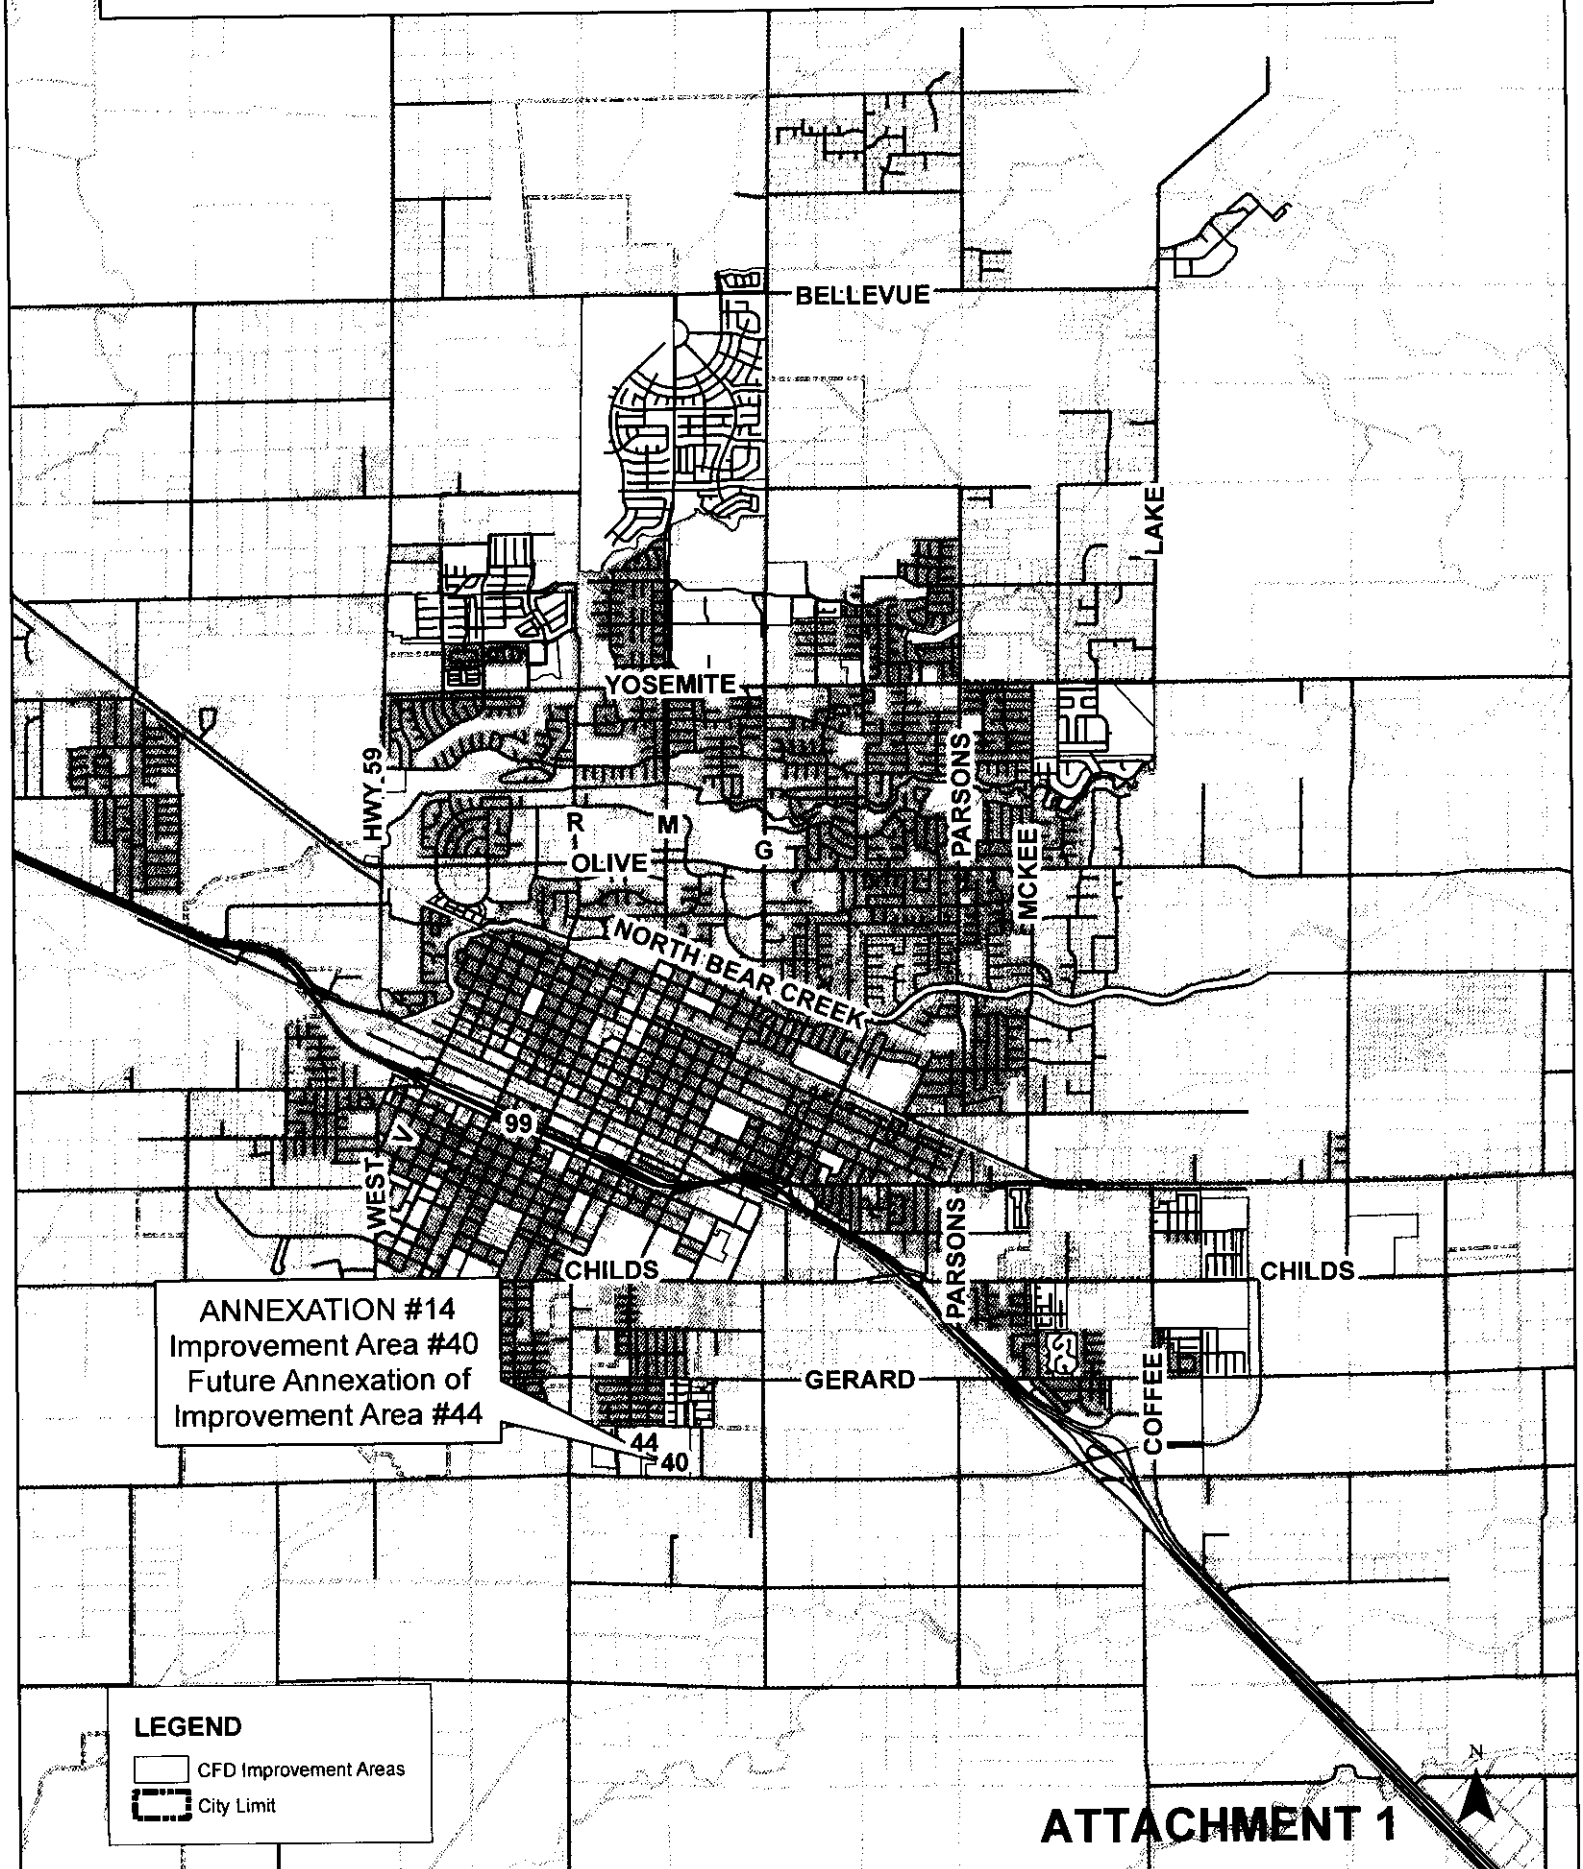 BELLEVUE
LAKE
YOSEMITE
HWY 59
PARSONS
R
M
G
OLIVE
MCKEE
NORTH BEAR CREEK
V
99
WEST
PARSONS
CHILDS
CHILDS
ANNEXATION #14
Improvement Area #40
Future Annexation of
Improvement Area #44
GERARD
COFFEE
44
40
LEGEND
CFD Improvement Areas
City Limit
N
ATTACHMENT 1